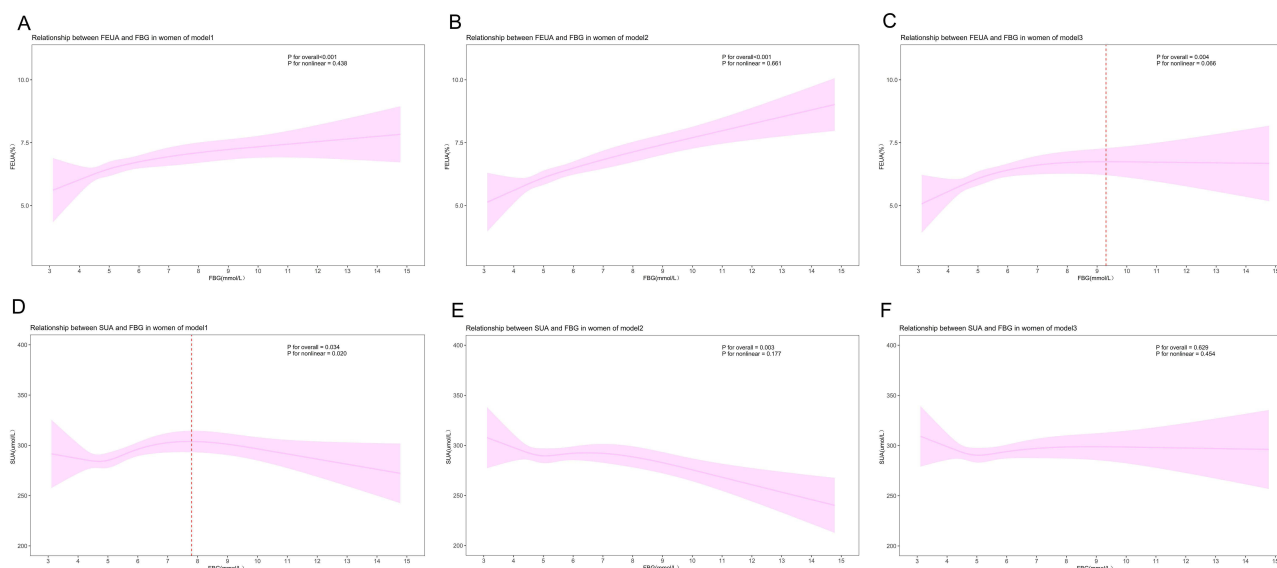 A
Relationship between FEUA and FBG in women of model1
P for overall<0.001
P for nonlinear = 0.438
10.0
7.5
5.0
FEUA(%)
3 4 5 6 7 8 9 10 11 12 13 14 15
FBG(mmol/L)
B
Relationship between FEUA and FBG in women of model2
P for overall<0.001
P for nonlinear = 0.661
10.0
7.5
5.0
FEUA(%)
3 4 5 6 7 8 9 10 11 12 13 14 15
FBG(mmol/L)
C
Relationship between FEUA and FBG in women of model3
P for overall = 0.004
P for nonlinear = 0.066
10.0
7.5
5.0
FEUA(%)
3 4 5 6 7 8 9 10 11 12 13 14 15
FBG(mmol/L)
D
Relationship between SUA and FBG in women of model1
P for overall = 0.034
P for nonlinear = 0.020
400
350
300
250
200
SUA(umol/L)
3 4 5 6 7 8 9 10 11 12 13 14 15
FBG(mmol/L)
E
Relationship between SUA and FBG in women of model2
P for overall = 0.003
P for nonlinear = 0.177
400
350
300
250
200
SUA(umol/L)
3 4 5 6 7 8 9 10 11 12 13 14 15
FBG(mmol/L)
F
Relationship between SUA and FBG in women of model3
P for overall = 0.629
P for nonlinear = 0.454
400
350
300
250
200
SUA(umol/L)
3 4 5 6 7 8 9 10 11 12 13 14 15
FBG(mmol/L)